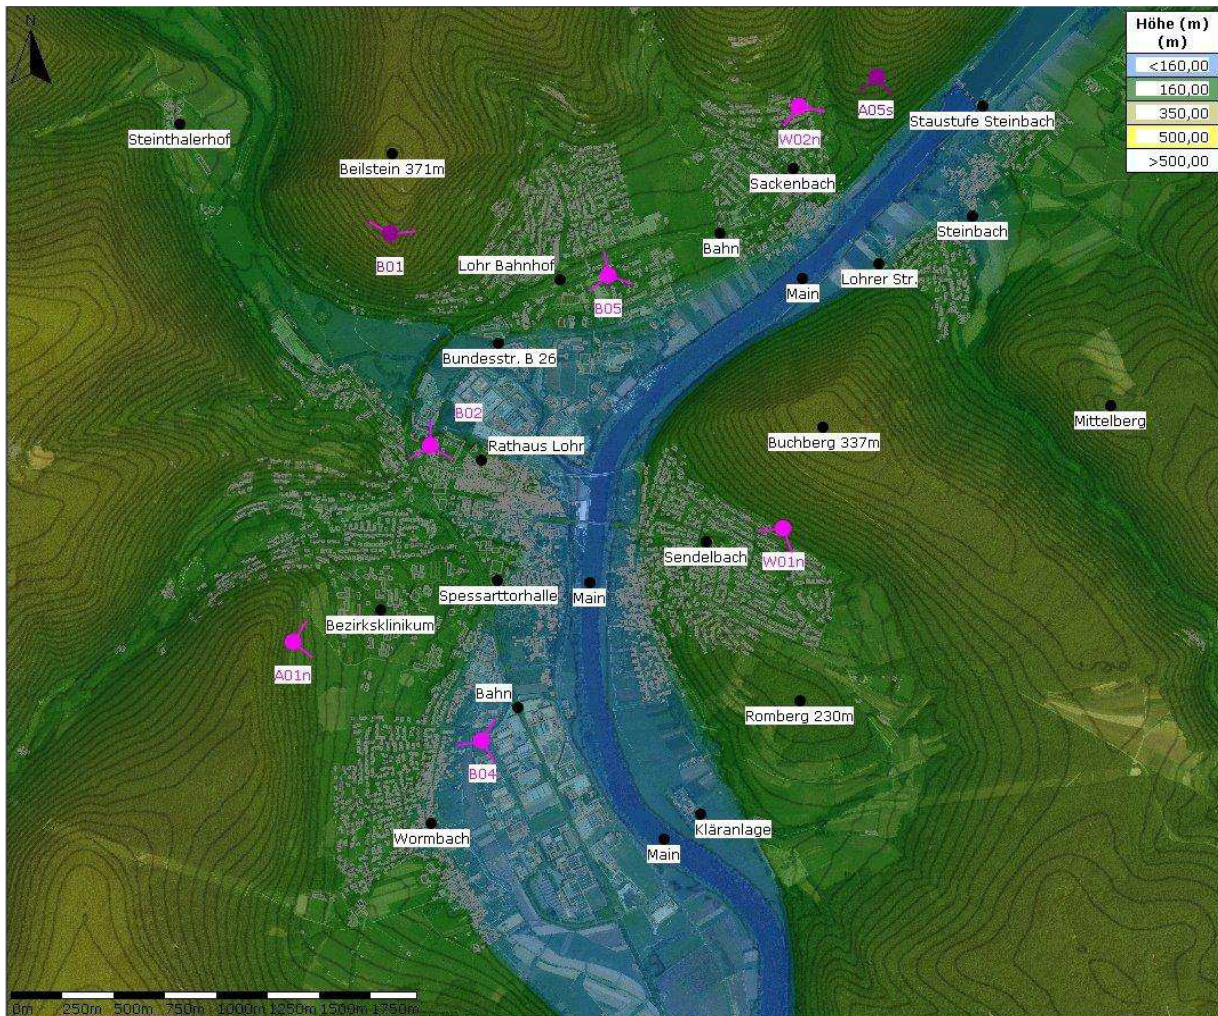 N
Höhe (m)
(m)
<160,00
160,00
350,00
500,00
>500,00
A05s
Staustufe Steinbach
W02n
Steinthalerhof
Beilstein 371m
Sackenbach
Steinbach
Bahn
B01
Lohr Bahnhof
Lohrer Str.
Main
B05
Bundesstr. B 26
B02
Mittelberg
Rathaus Lohr
Buchberg 337m
Sendelbach
W01n
Spessarttorhalle
Main
Bezirksklinikum
A01n
Bahn
Romberg 230m
B04
Wormbach
Kläranlage
Main
0m 250m 500m 750m 1000m 1250m 1500m 1750m